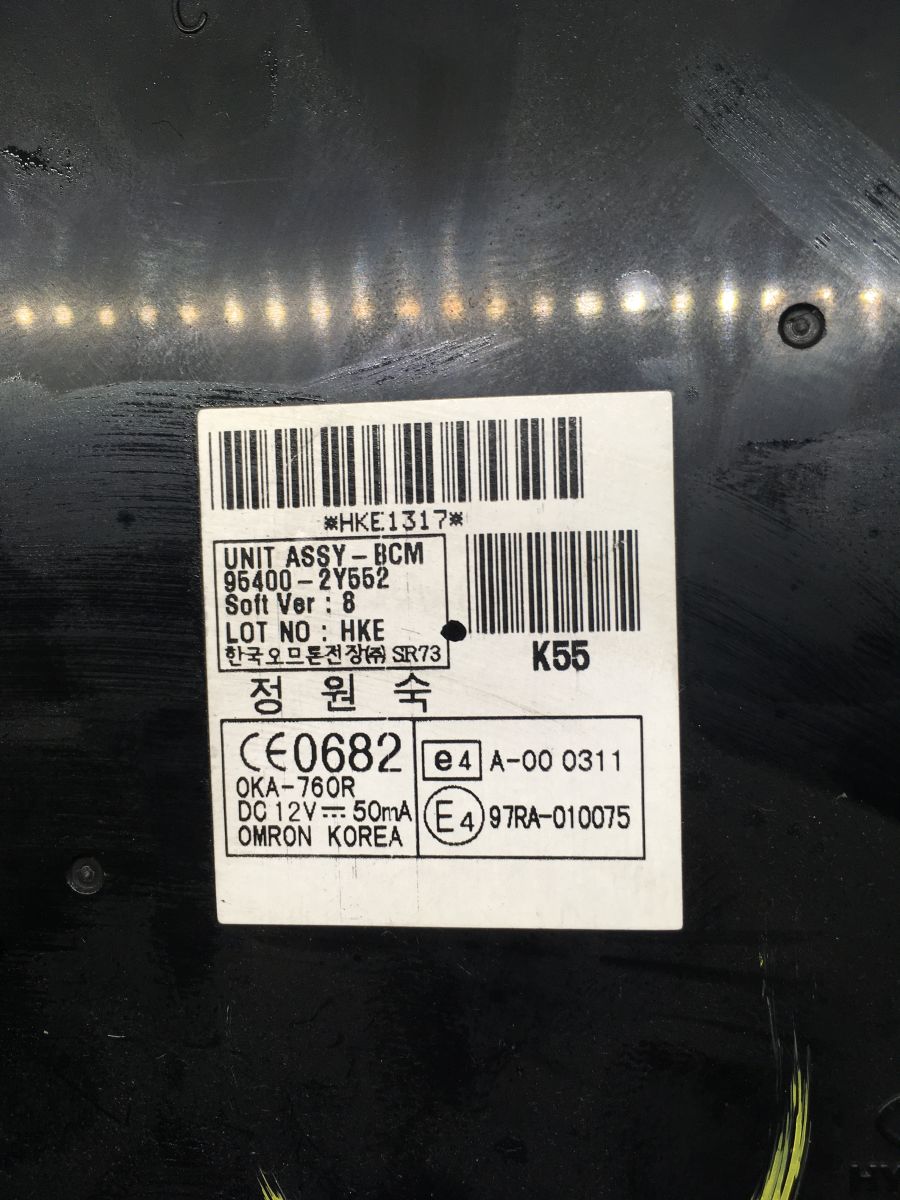 *HKE1317*
UNIT ASSY-BCM
95400-2Y552
Soft Ver : 8
LOT NO : HKE
한국오므론전장㈜ SR73
K55
정 원 숙
CE0682
OKA-760R
DC 12V⎓50mA
OMRON KOREA
e4 A-00 0311
E4 97RA-010075